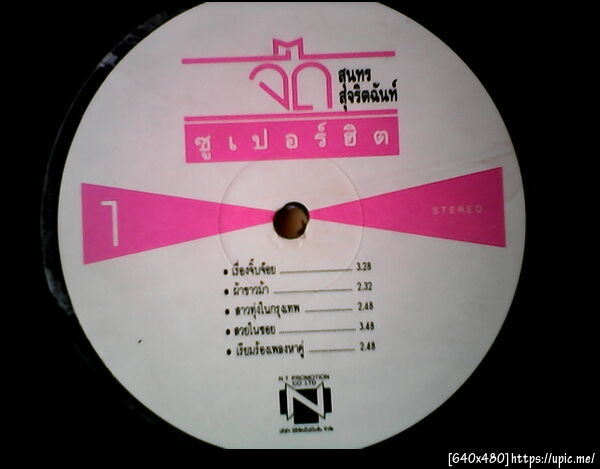 จ๊ด
สุนทร
สุจริตฉันท์
ซูเปอร์ฮิต
1
STEREO
• เรื่องจิ๊บจ๊อย 3.28
• ผ้าขาวม้า 2.32
• สาวทุ่งในกรุงเทพ 2.48
• สวยในซอย 3.48
• เรียมร้องเพลงหาคู่ 2.48
N.T PROMOTION
CO LTD
N
[640x480]https://upic.me/